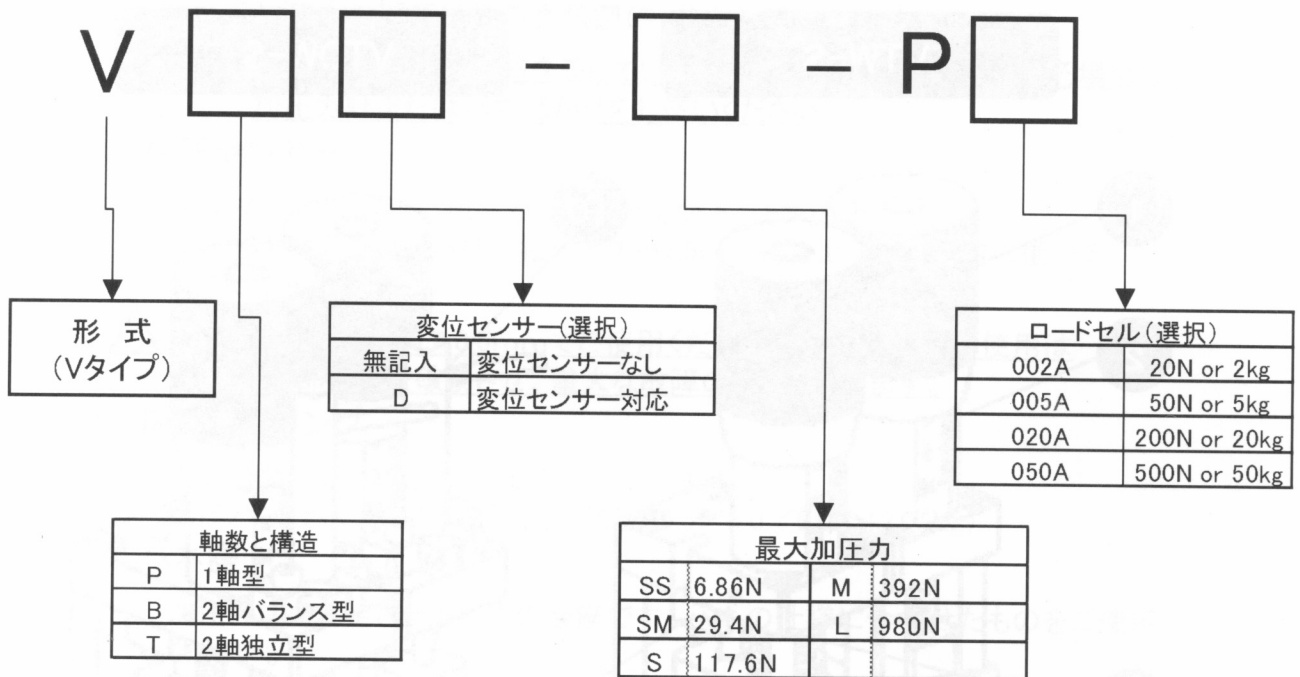 V □ □ － □ － P □
形 式
(Vタイプ)
変位センサー(選択)
無記入 変位センサーなし
D 変位センサー対応
ロードセル(選択)
002A 20N or 2kg
005A 50N or 5kg
020A 200N or 20kg
050A 500N or 50kg
軸数と構造
P 1軸型
B 2軸バランス型
T 2軸独立型
最大加圧力
SS 6.86N M 392N
SM 29.4N L 980N
S 117.6N